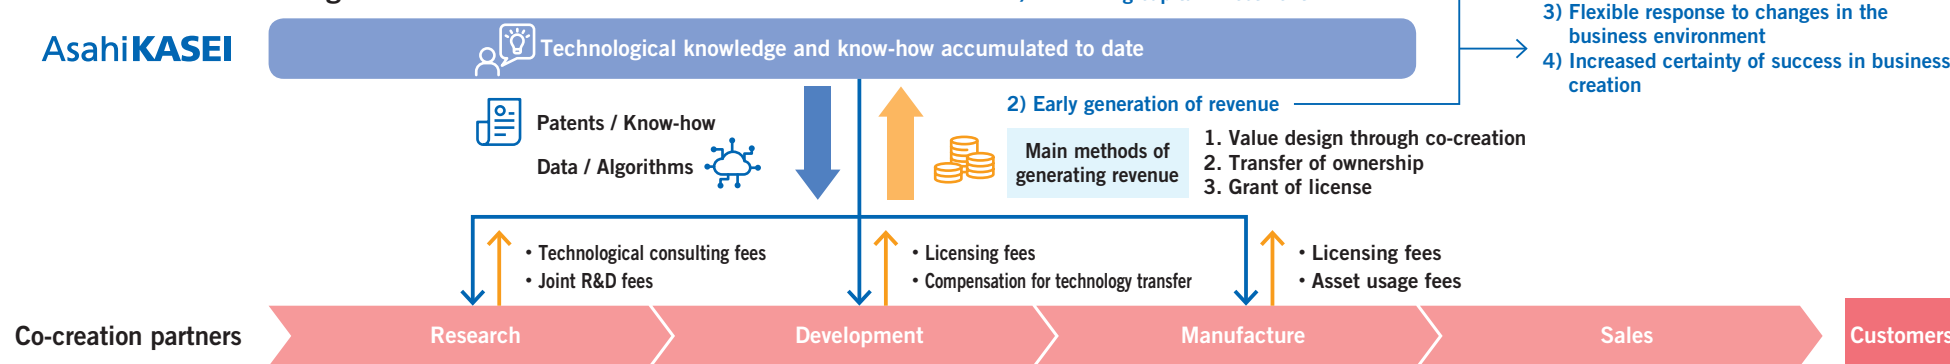 3) Flexible response to changes in the
business environment
4) Increased certainty of success in business
creation
AsahiKASEI
Technological knowledge and know-how accumulated to date
2) Early generation of revenue
Patents / Know-how
Data / Algorithms
Main methods of
generating revenue
1. Value design through co-creation
2. Transfer of ownership
3. Grant of license
• Technological consulting fees
• Joint R&D fees
• Licensing fees
• Compensation for technology transfer
• Licensing fees
• Asset usage fees
Co-creation partners
Research
Development
Manufacture
Sales
Customers